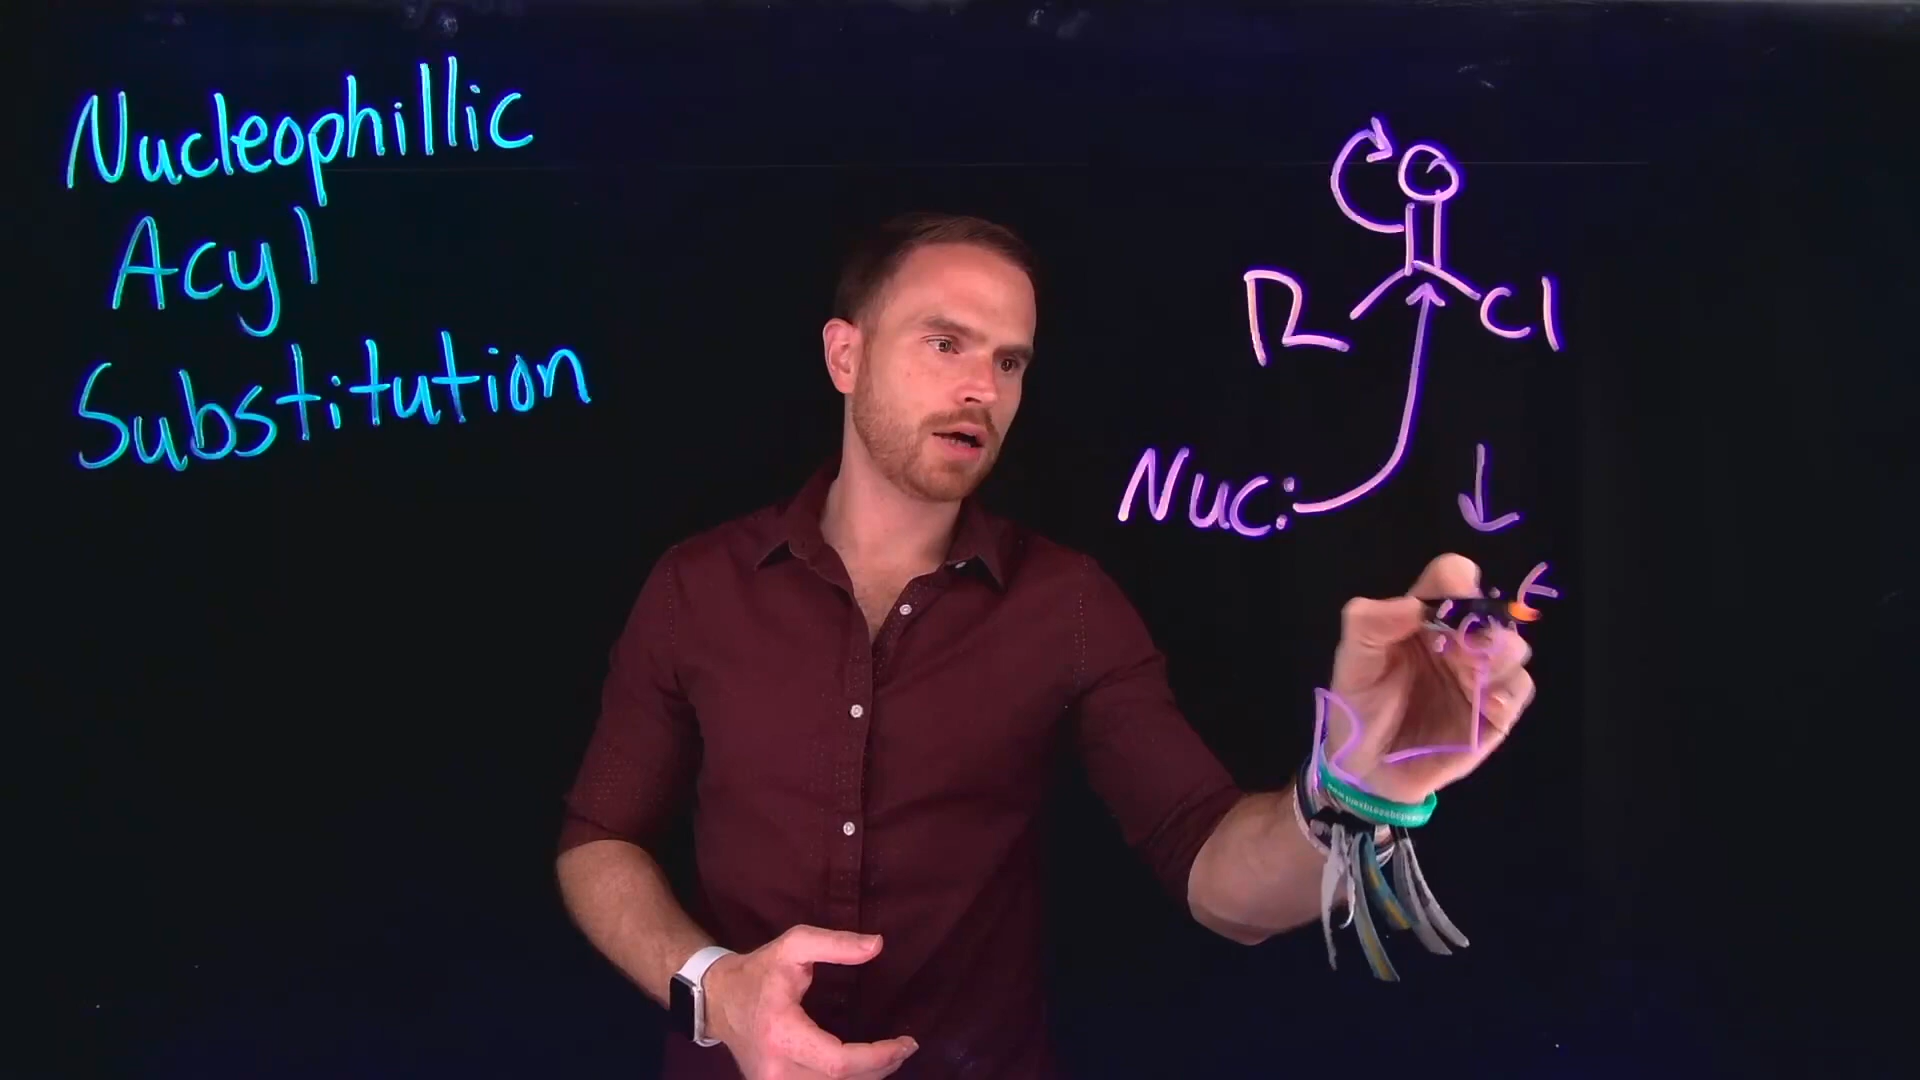 Nucleophillic
Acyl
Substitution
O
R Cl
Nuc:
R